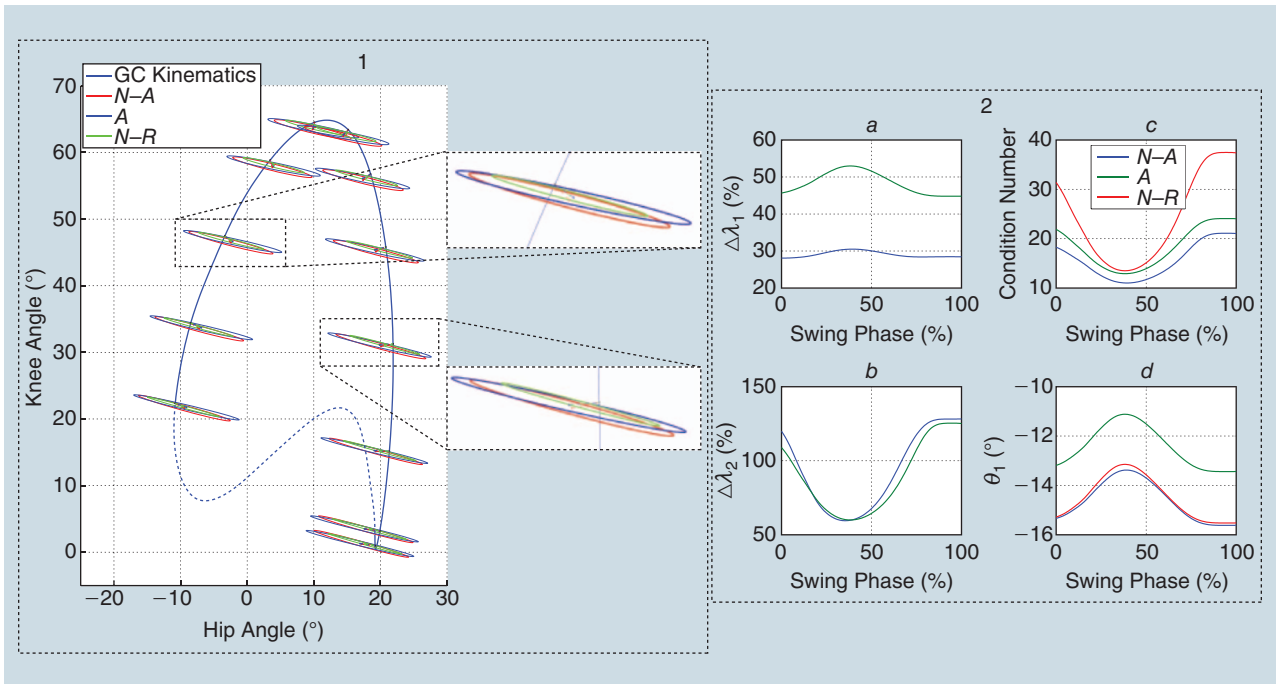 1
GC Kinematics
N–A
A
N–R
70
60
50
40
30
20
10
0
Knee Angle (°)
−20 −10 0 10 20 30
Hip Angle (°)
2
a
60
50
40
30
20
△λ1 (%)
0 50 100
Swing Phase (%)
c
N–A
A
N–R
40
30
20
10
Condition Number
0 50 100
Swing Phase (%)
b
150
100
50
△λ2 (%)
0 50 100
Swing Phase (%)
d
−10
−12
−14
−16
θ1 (°)
0 50 100
Swing Phase (%)